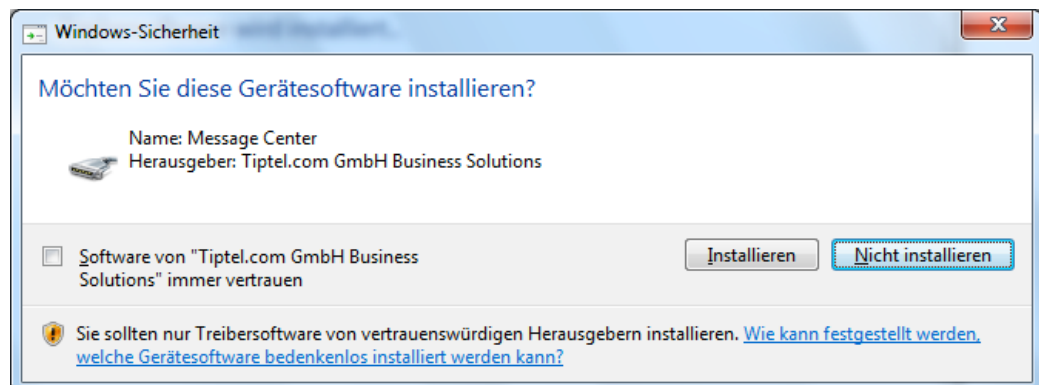 Windows-Sicherheit
Möchten Sie diese Gerätesoftware installieren?
Name: Message Center
Herausgeber: Tiptel.com GmbH Business Solutions
Software von "Tiptel.com GmbH Business
Solutions" immer vertrauen
Installieren
Nicht installieren
Sie sollten nur Treibersoftware von vertrauenswürdigen Herausgebern installieren. Wie kann festgestellt werden,
welche Gerätesoftware bedenkenlos installiert werden kann?